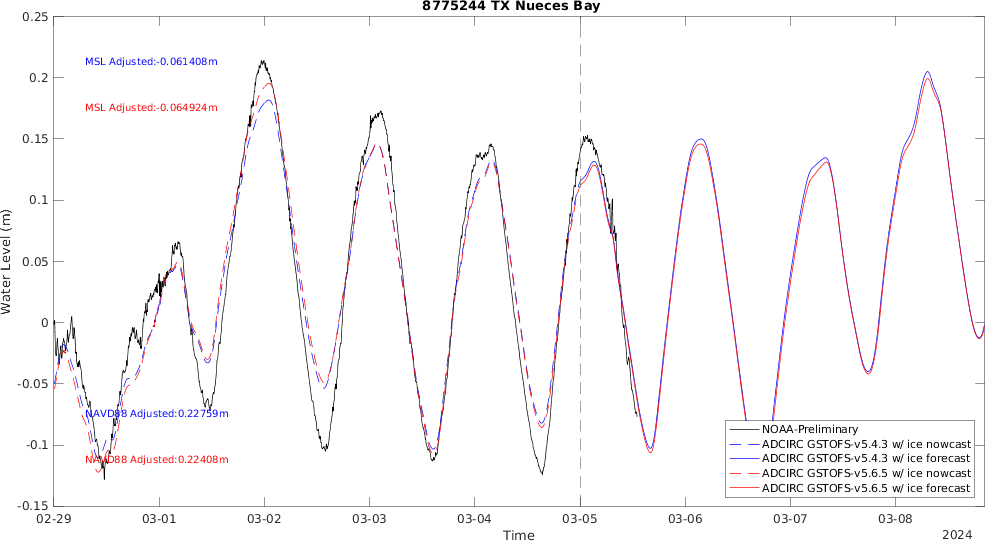 8775244 TX Nueces Bay
0.25
MSL Adjusted:-0.061408m
0.2
MSL Adjusted:-0.064924m
0.15
0.1
0.05
0
-0.05
NAVD88 Adjusted:0.22759m
-0.1
NAVD88 Adjusted:0.22408m
-0.15
Water Level (m)
NOAA-Preliminary
ADCIRC GSTOFS-v5.4.3 w/ ice nowcast
ADCIRC GSTOFS-v5.4.3 w/ ice forecast
ADCIRC GSTOFS-v5.6.5 w/ ice nowcast
ADCIRC GSTOFS-v5.6.5 w/ ice forecast
02-29 03-01 03-02 03-03 03-04 03-05 03-06 03-07 03-08
Time
2024